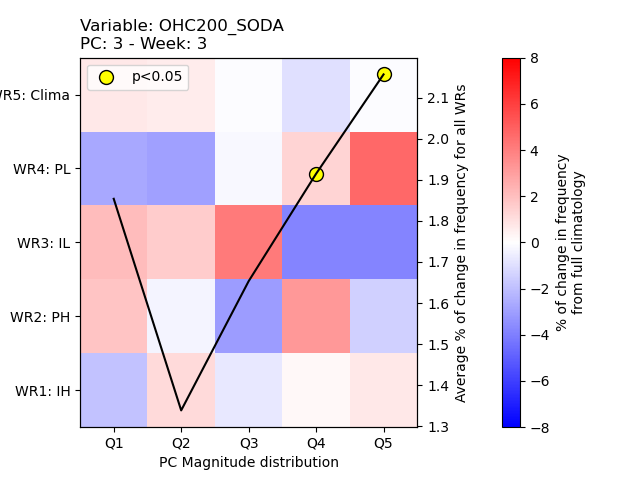 Variable: OHC200_SODA
PC: 3 - Week: 3
p<0.05
WR5: Clima
WR4: PL
WR3: IL
WR2: PH
WR1: IH
Q1 Q2 Q3 Q4 Q5
PC Magnitude distribution
2.1
2.0
1.9
1.8
1.7
1.6
1.5
1.4
1.3
Average % of change in frequency for all WRs
8
6
4
2
0
−2
−4
−6
−8
% of change in frequency
from full climatology